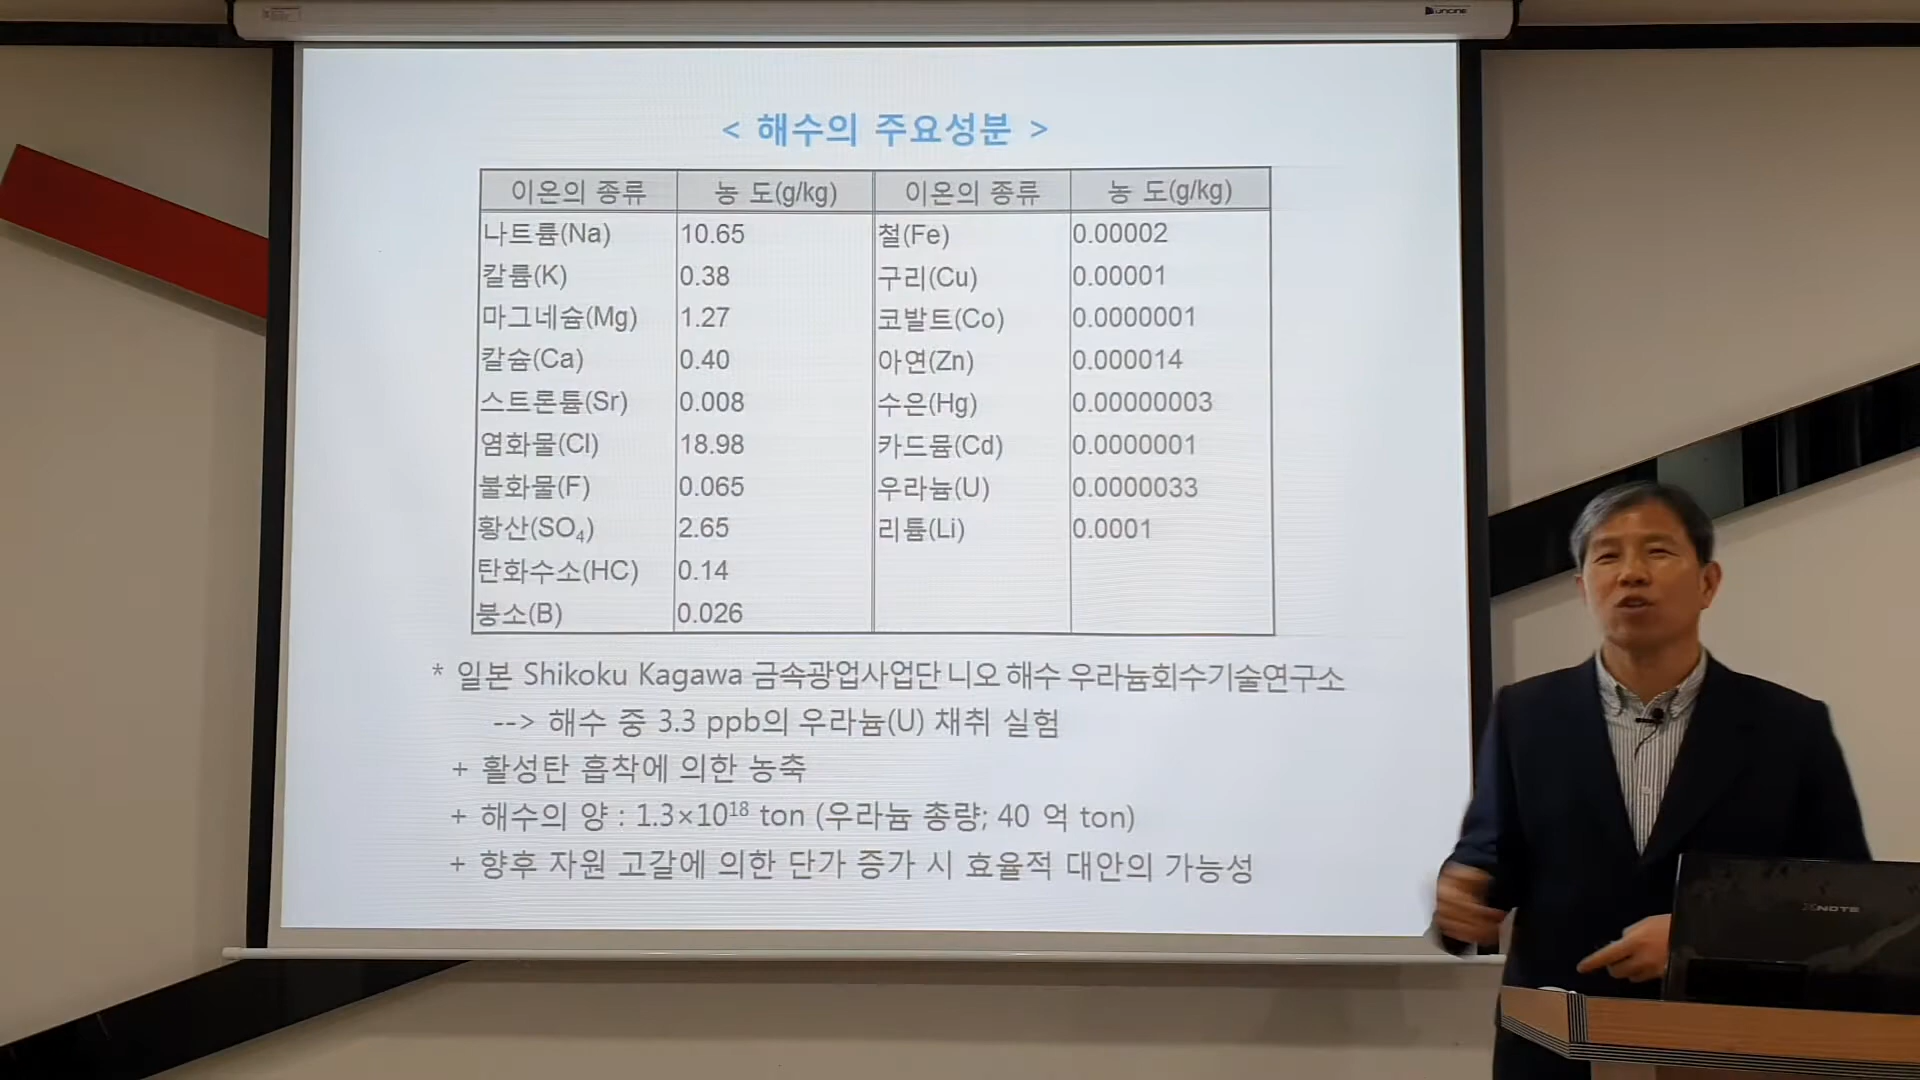 < 해수의 주요성분 >
이온의 종류 농 도(g/kg) 이온의 종류 농 도(g/kg)
나트륨(Na) 10.65 철(Fe) 0.00002
칼륨(K) 0.38 구리(Cu) 0.00001
마그네슘(Mg) 1.27 코발트(Co) 0.0000001
칼슘(Ca) 0.40 아연(Zn) 0.000014
스트론튬(Sr) 0.008 수은(Hg) 0.00000003
염화물(Cl) 18.98 카드뮴(Cd) 0.0000001
불화물(F) 0.065 우라늄(U) 0.0000033
황산(SO₄) 2.65 리튬(Li) 0.0001
탄화수소(HC) 0.14
붕소(B) 0.026
* 일본 Shikoku Kagawa 금속광업사업단 니오 해수 우라늄회수기술연구소
--> 해수 중 3.3 ppb의 우라늄(U) 채취 실험
+ 활성탄 흡착에 의한 농축
+ 해수의 양 : 1.3×10¹⁸ ton (우라늄 총량; 40 억 ton)
+ 향후 자원 고갈에 의한 단가 증가 시 효율적 대안의 가능성
XNOTE